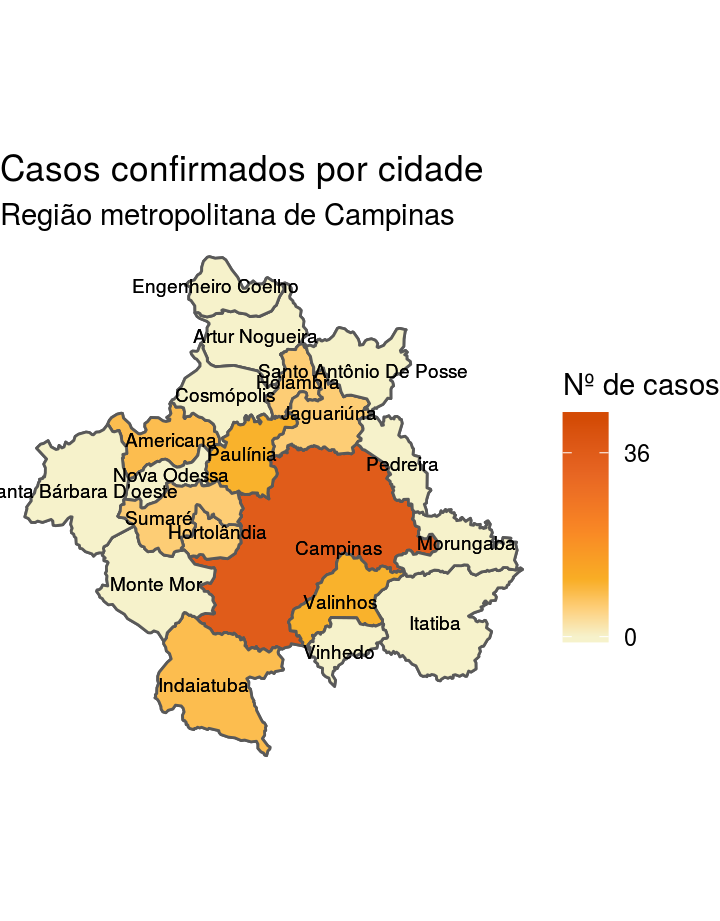 Casos confirmados por cidade
Região metropolitana de Campinas
Engenheiro Coelho
Artur Nogueira
Santo Antônio De Posse
Holambra
Cosmópolis
Jaguariúna
Americana
Paulínia
Pedreira
Nova Odessa
anta Bárbara D'oeste
Sumaré
Hortolândia
Campinas
Morungaba
Monte Mor
Valinhos
Itatiba
Vinhedo
Indaiatuba
Nº de casos
36
0